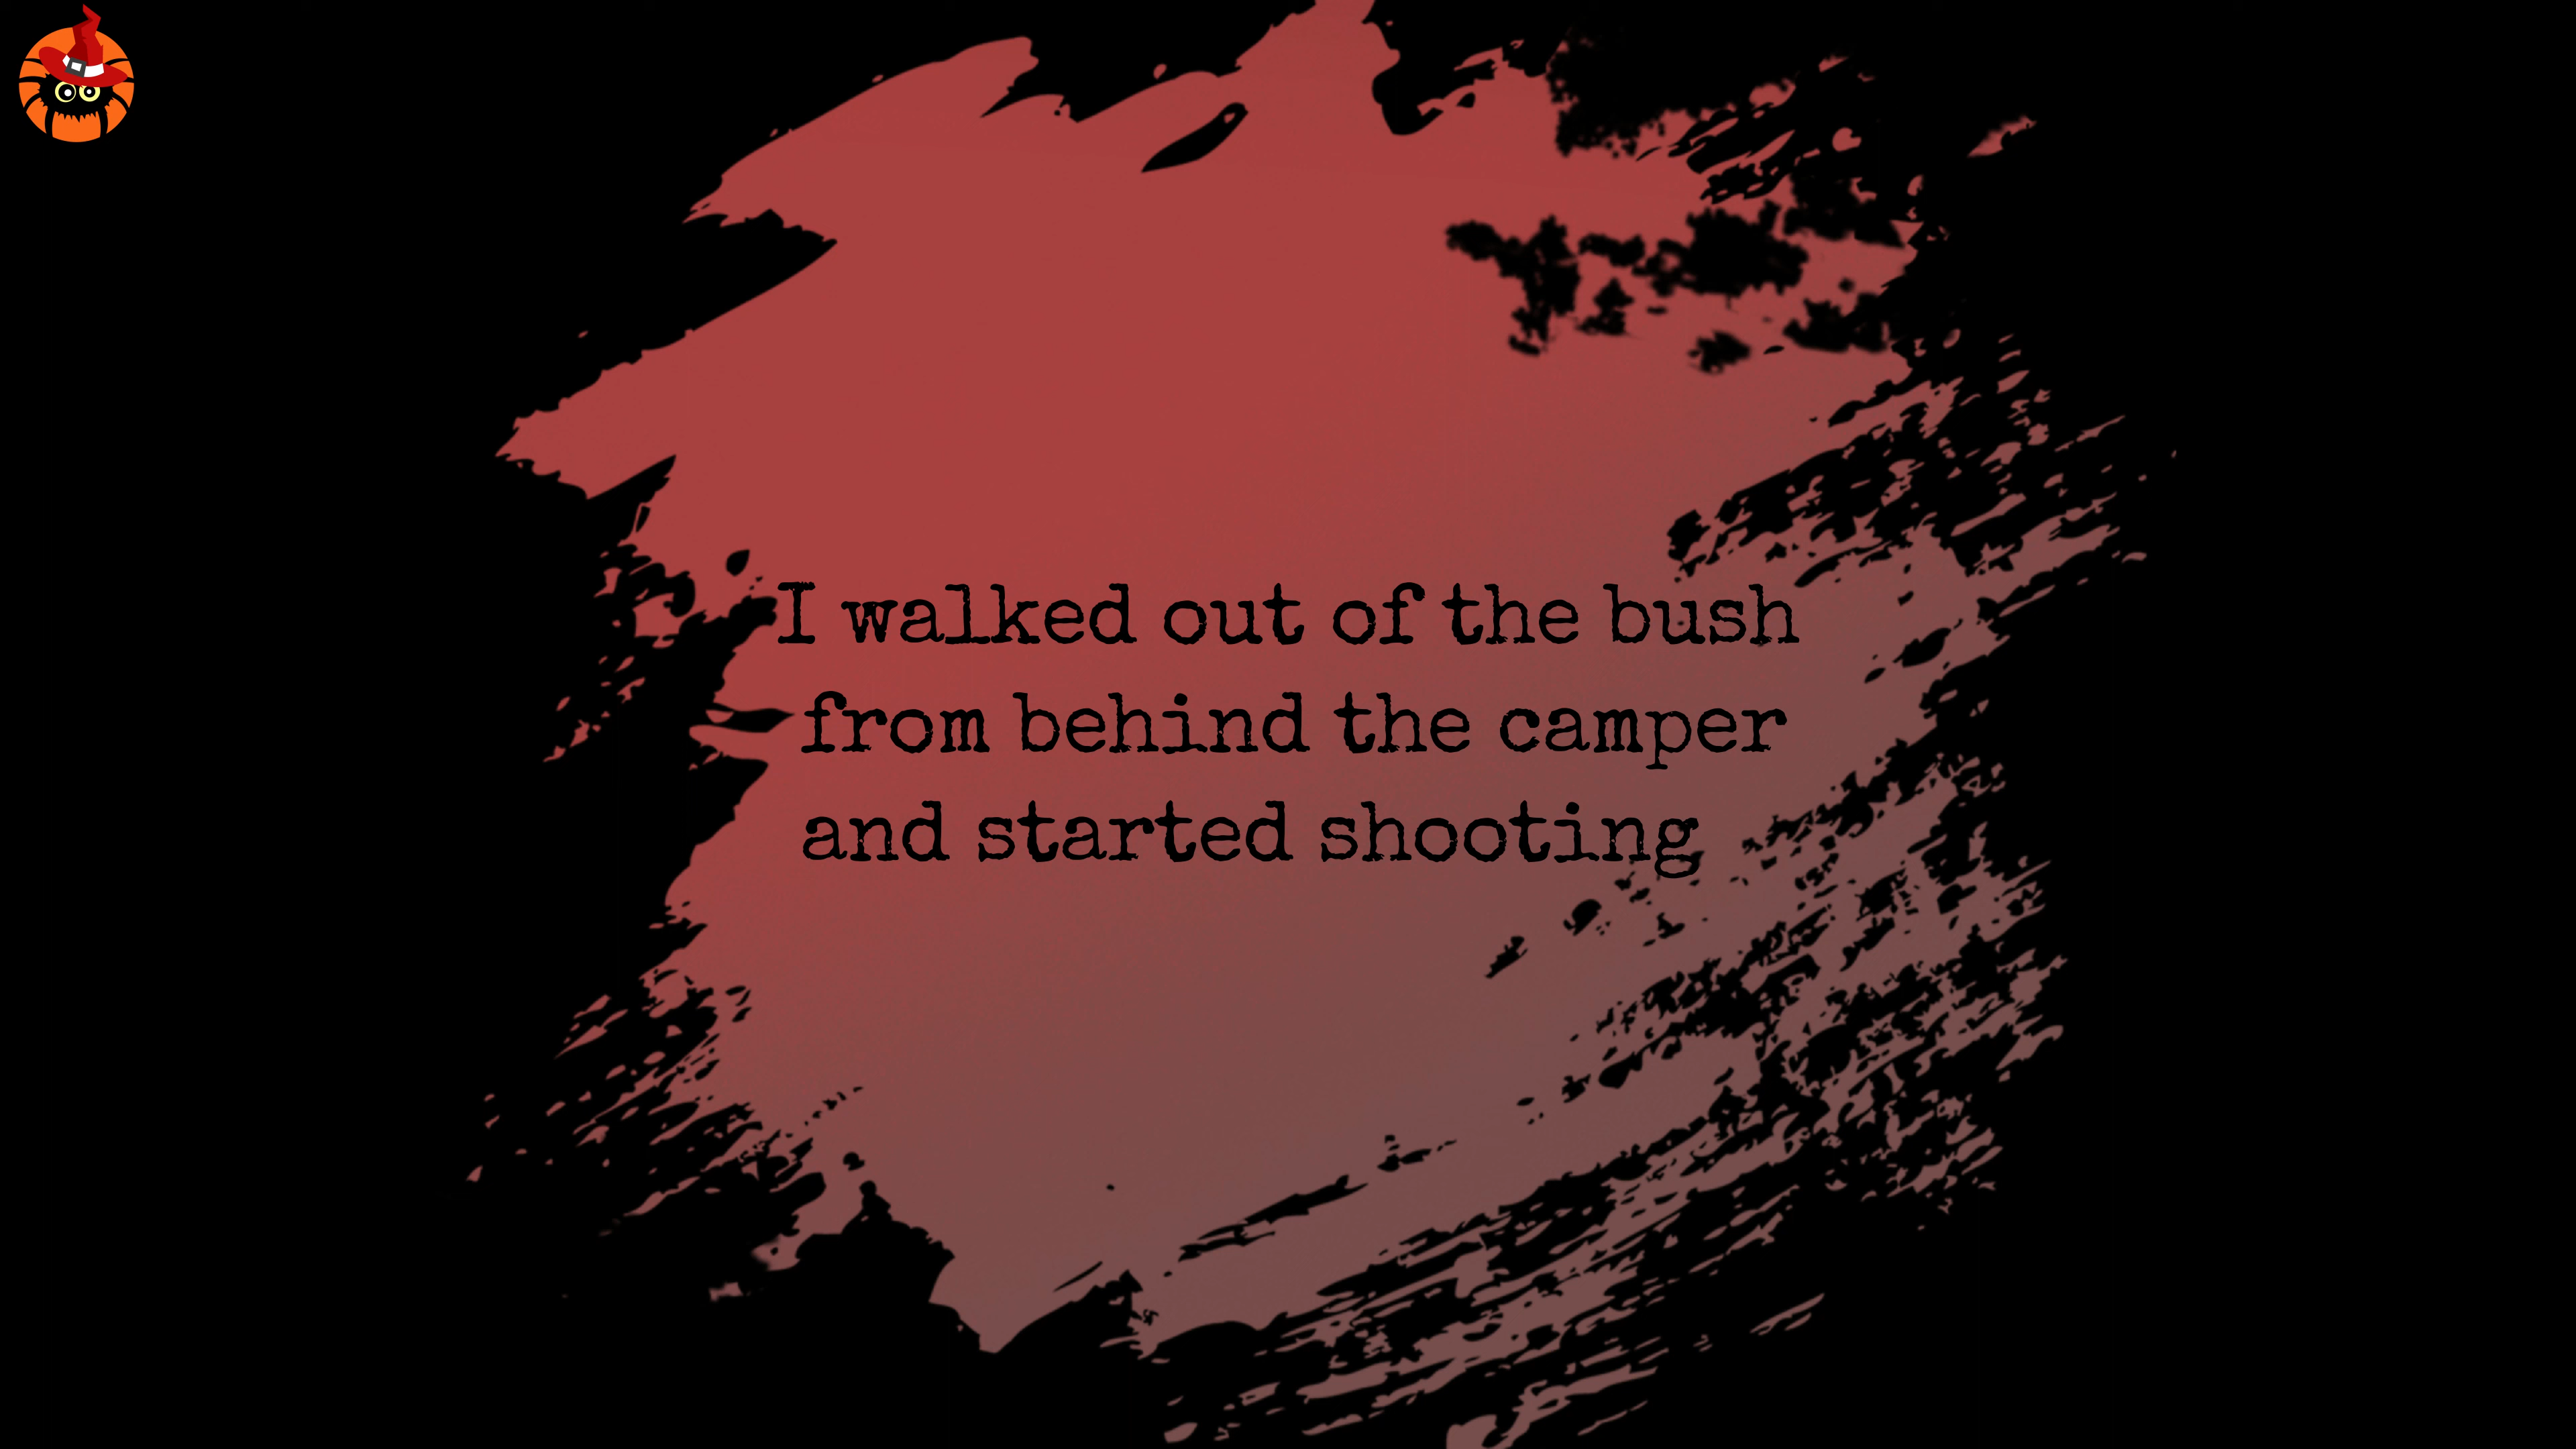 I walked out of the bush
from behind the camper
and started shooting